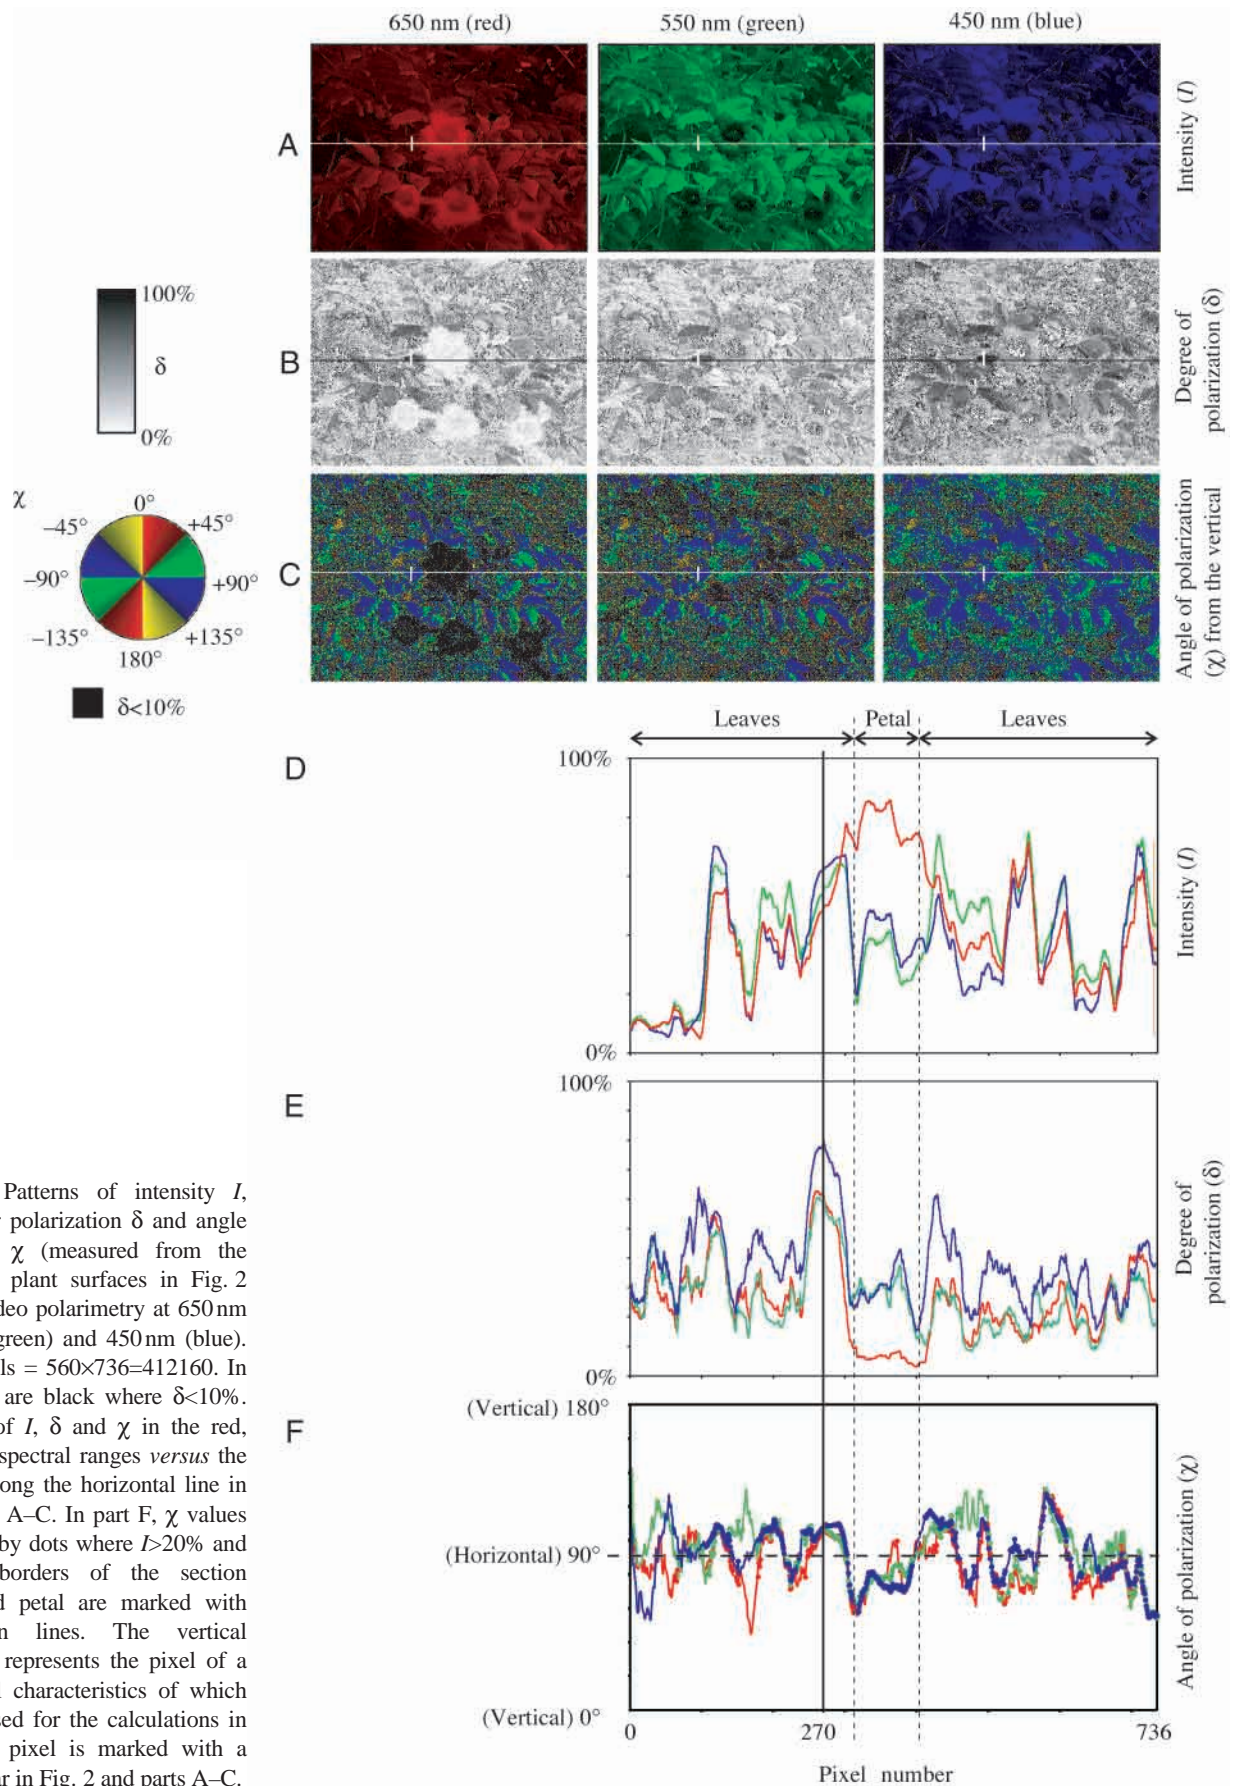 650 nm (red) 550 nm (green) 450 nm (blue)
A
Intensity (I)
100%
δ
0%
B
Degree of
polarization (δ)
χ
0°
–45° +45°
–90° +90°
–135° +135°
180°
δ<10%
C
Angle of polarization
(χ) from the vertical
Leaves Petal Leaves
D
100%
0%
Intensity (I)
E
100%
0%
Degree of
polarization (δ)
F
(Vertical) 180°
(Horizontal) 90°
(Vertical) 0°
Angle of polarization (χ)
0 270 736
Pixel number
Patterns of intensity I,
polarization δ and angle
χ (measured from the
plant surfaces in Fig. 2
deo polarimetry at 650 nm
green) and 450 nm (blue).
ls = 560×736=412160. In
are black where δ<10%.
of I, δ and χ in the red,
spectral ranges versus the
ong the horizontal line in
A–C. In part F, χ values
by dots where I>20% and
borders of the section
d petal are marked with
n lines. The vertical
represents the pixel of a
l characteristics of which
sed for the calculations in
pixel is marked with a
ar in Fig. 2 and parts A–C.